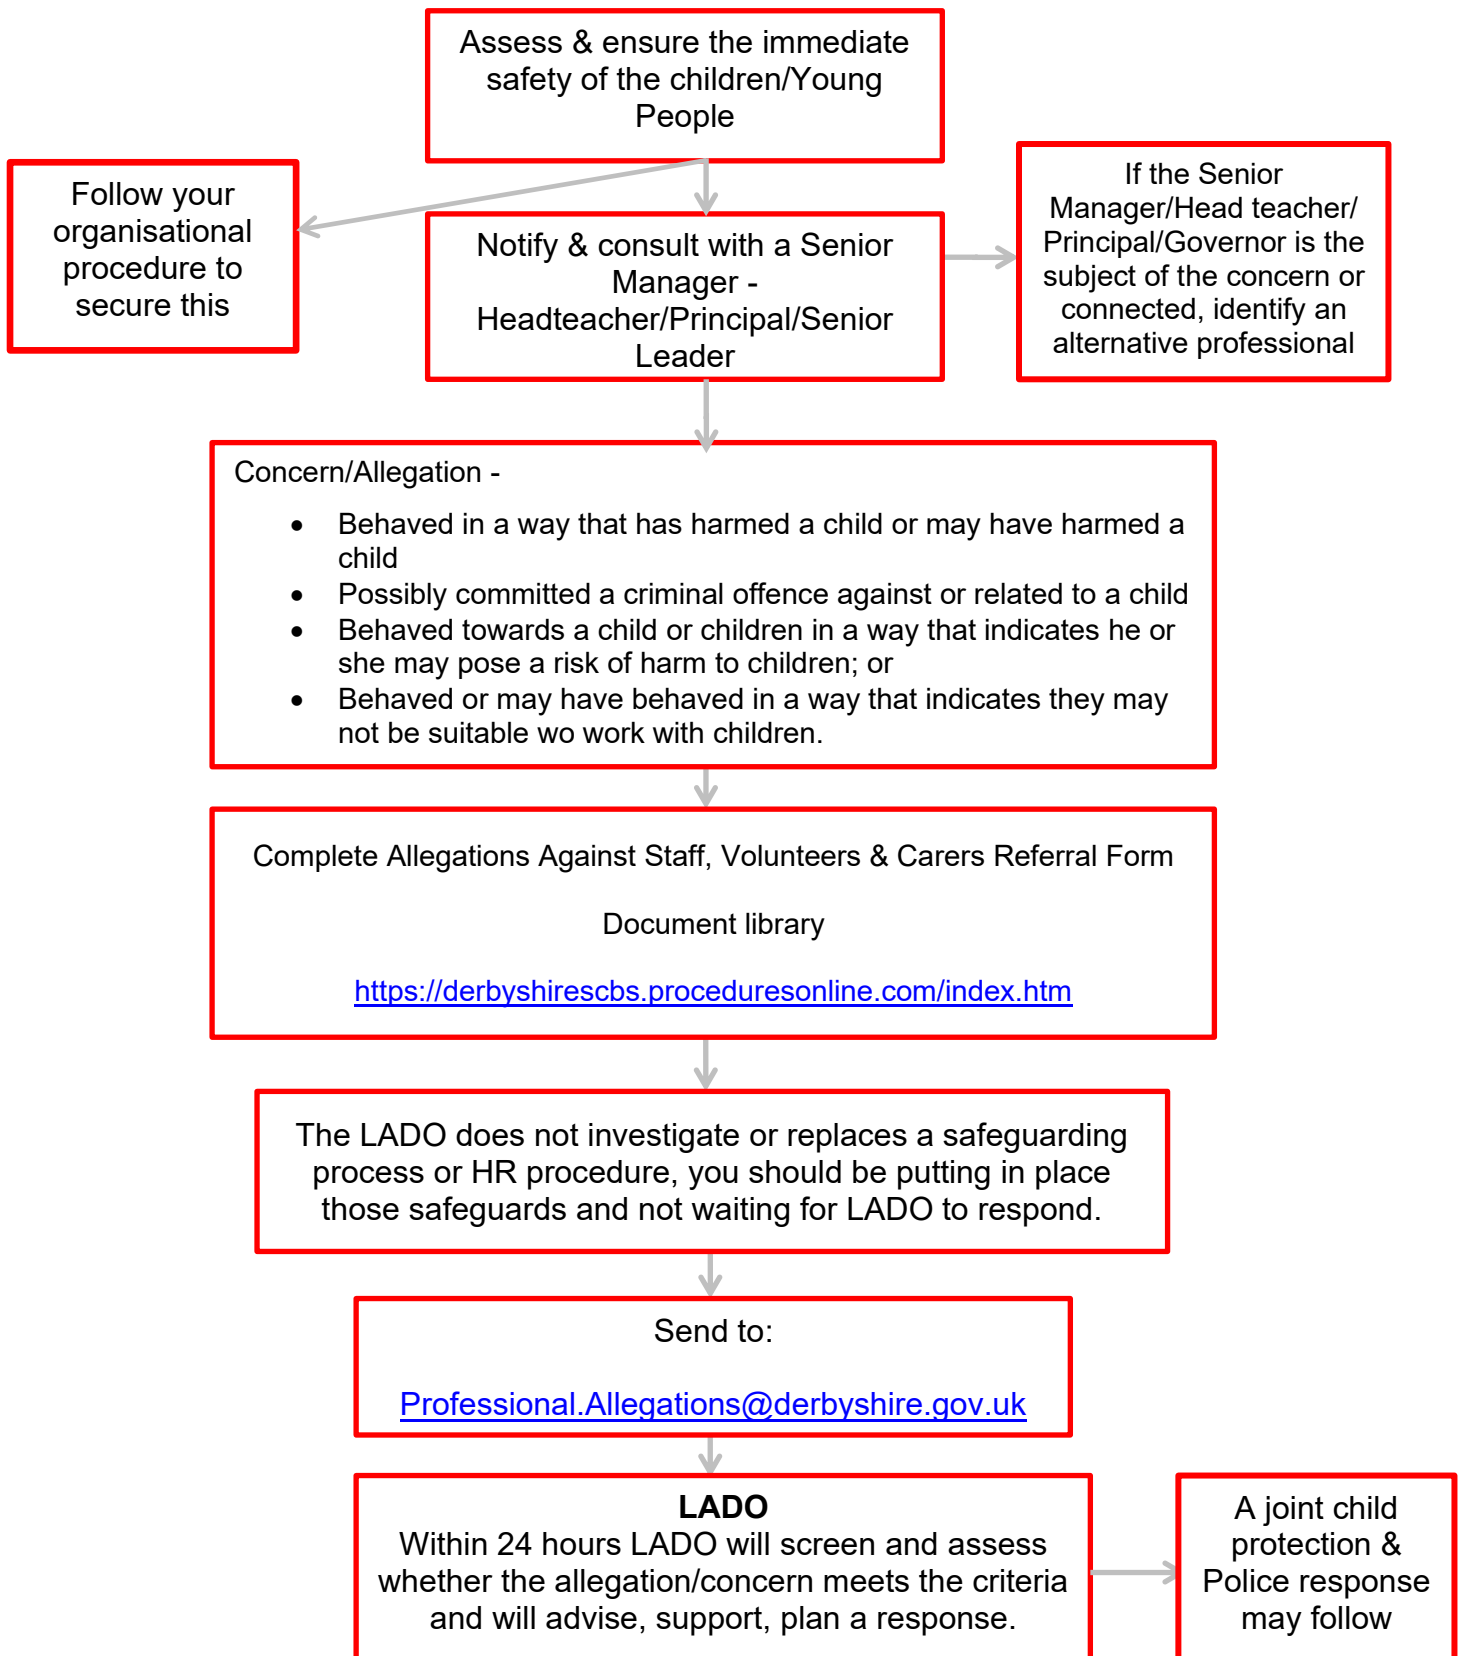 Assess & ensure the immediate
safety of the children/Young
People
Follow your
organisational
procedure to
secure this
Notify & consult with a Senior
Manager -
Headteacher/Principal/Senior
Leader
If the Senior
Manager/Head teacher/
Principal/Governor is the
subject of the concern or
connected, identify an
alternative professional
Concern/Allegation -
• Behaved in a way that has harmed a child or may have harmed a
child
• Possibly committed a criminal offence against or related to a child
• Behaved towards a child or children in a way that indicates he or
she may pose a risk of harm to children; or
• Behaved or may have behaved in a way that indicates they may
not be suitable wo work with children.
Complete Allegations Against Staff, Volunteers & Carers Referral Form
Document library
https://derbyshirescbs.proceduresonline.com/index.htm
The LADO does not investigate or replaces a safeguarding
process or HR procedure, you should be putting in place
those safeguards and not waiting for LADO to respond.
Send to:
Professional.Allegations@derbyshire.gov.uk
LADO
Within 24 hours LADO will screen and assess
whether the allegation/concern meets the criteria
and will advise, support, plan a response.
A joint child
protection &
Police response
may follow